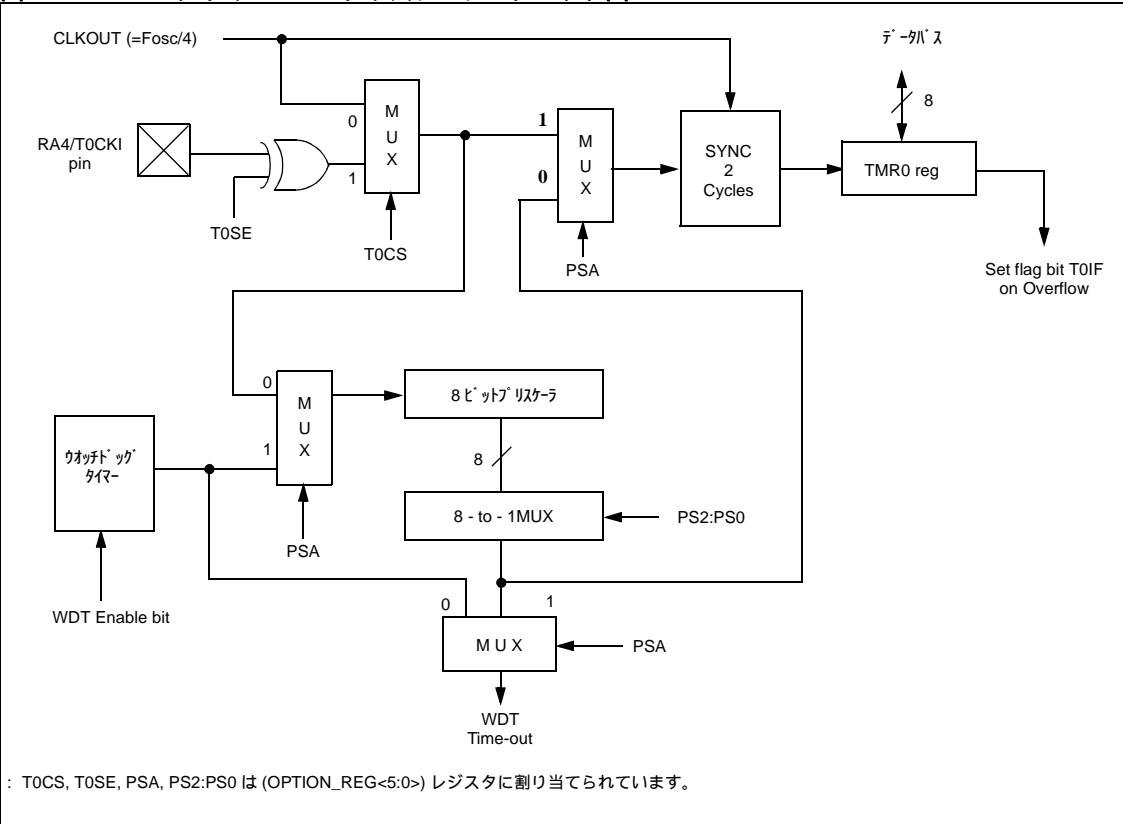 CLKOUT (=Fosc/4)
ﾃﾞｰﾀﾊﾞｽ
8
M
U
X
0
1
RA4/T0CKI
pin
T0SE
T0CS
1
0
M
U
X
PSA
SYNC
2
Cycles
TMR0 reg
Set flag bit T0IF
on Overflow
0
1
M
U
X
PSA
8 ﾋﾞｯﾄﾌﾟﾘｽｹｰﾗ
8
8 - to - 1MUX
PS2:PS0
ｳｵｯﾁﾄﾞｯｸﾞ
ﾀｲﾏｰ
WDT Enable bit
0
1
M U X
PSA
WDT
Time-out
: T0CS, T0SE, PSA, PS2:PS0 は (OPTION_REG<5:0>) レジスタに割り当てられています。